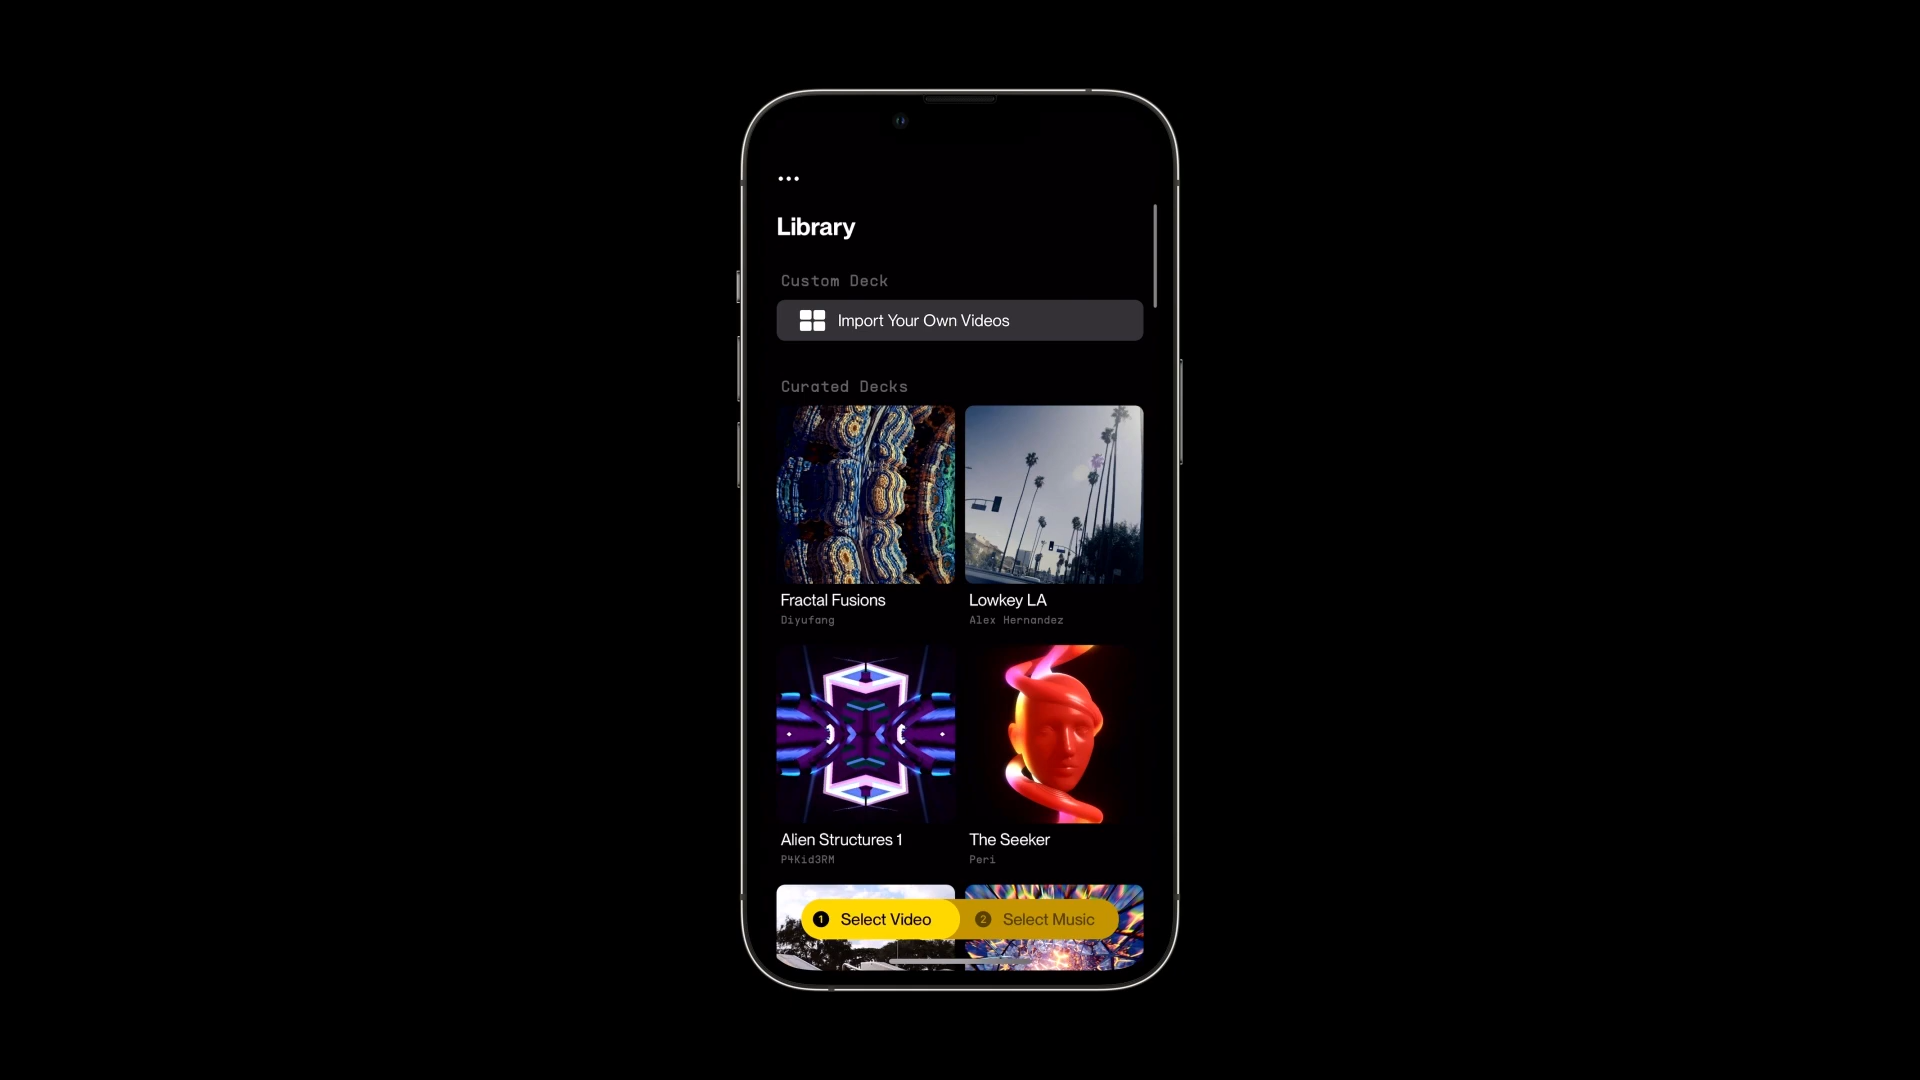 Library
Custom Deck
Import Your Own Videos
Curated Decks
Fractal Fusions
Diyufang
Lowkey LA
Alex Hernandez
Alien Structures 1
P4Kid3RM
The Seeker
Peri
1 Select Video
2 Select Music